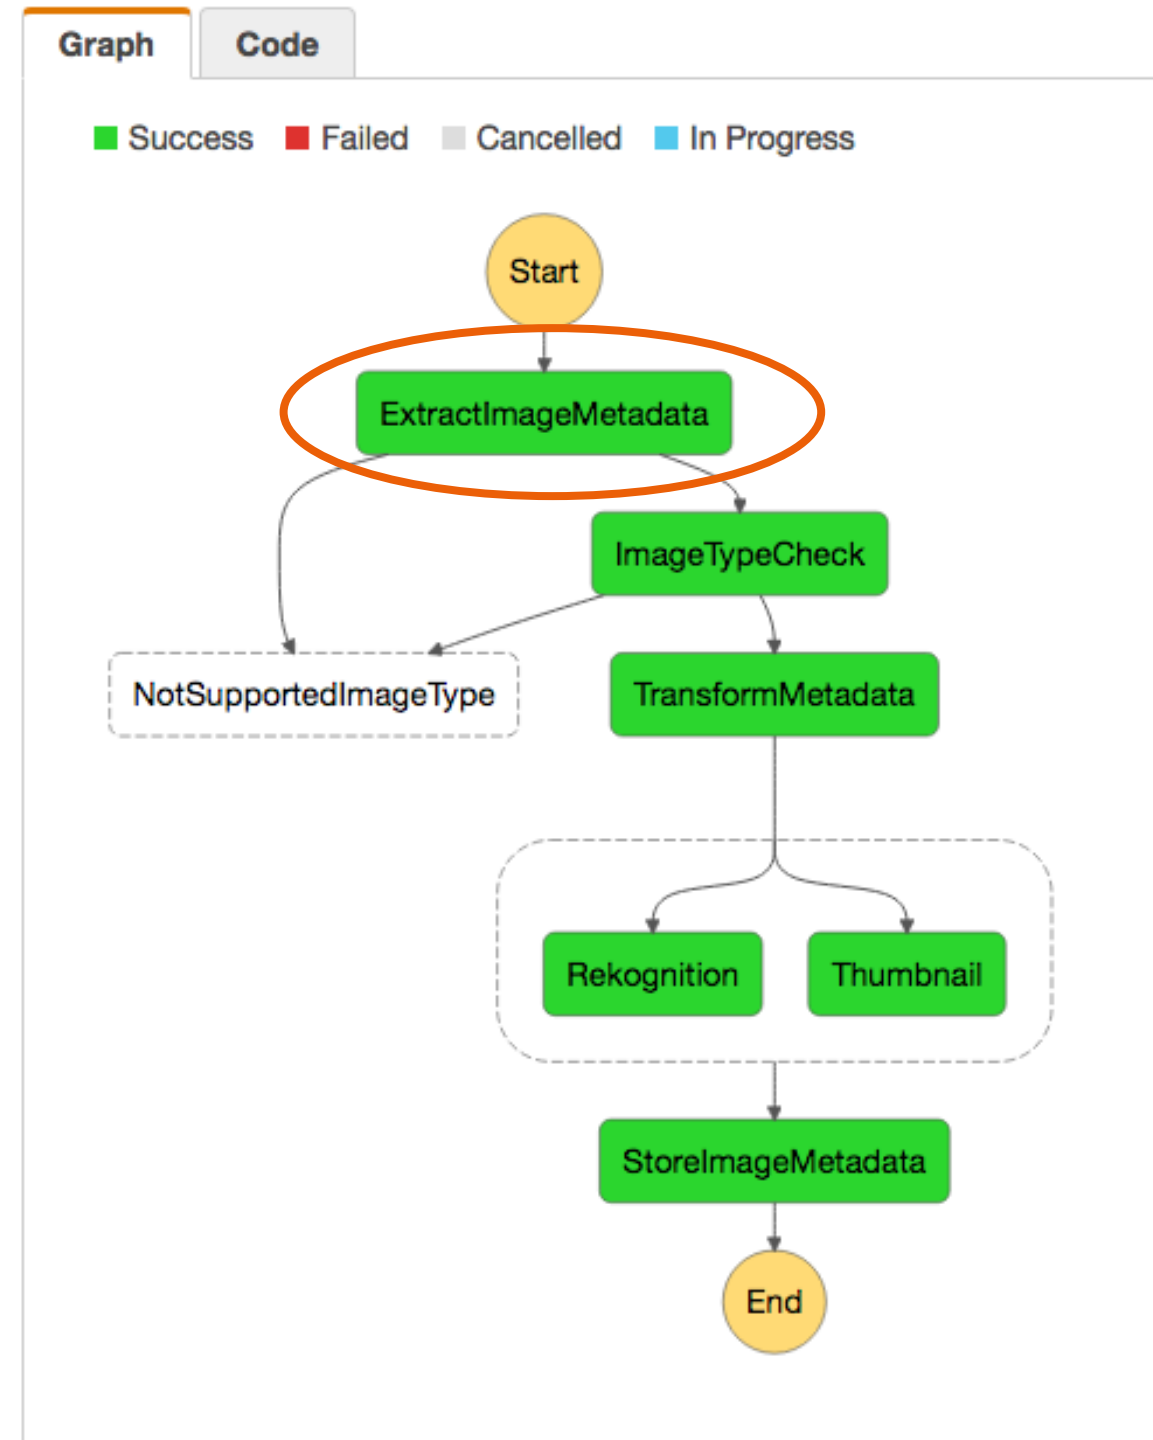 Graph Code
Success Failed Cancelled In Progress
Start
ExtractImageMetadata
ImageTypeCheck
NotSupportedImageType TransformMetadata
Rekognition Thumbnail
StoreImageMetadata
End